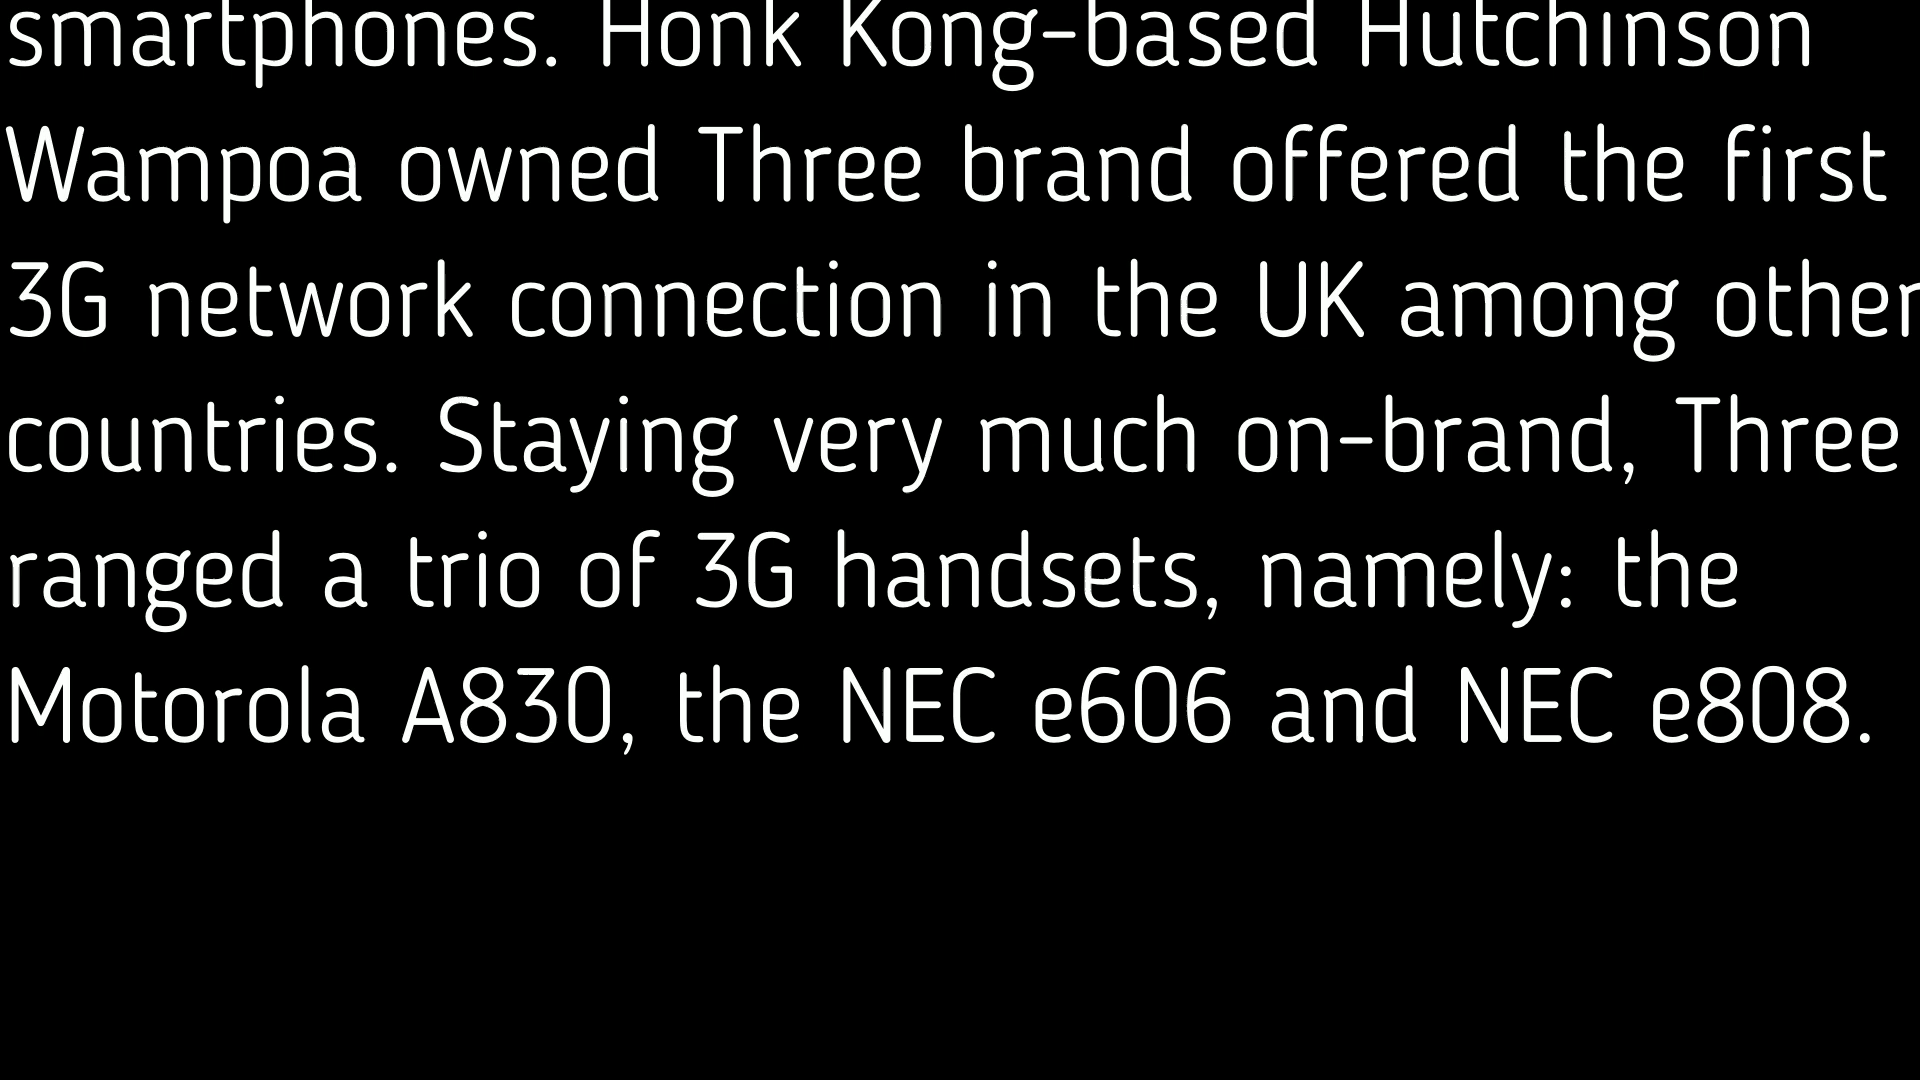 smartphones. Honk Kong-based Hutchinson
Wampoa owned Three brand offered the first
3G network connection in the UK among other
countries. Staying very much on-brand, Three
ranged a trio of 3G handsets, namely: the
Motorola A830, the NEC e606 and NEC e808.